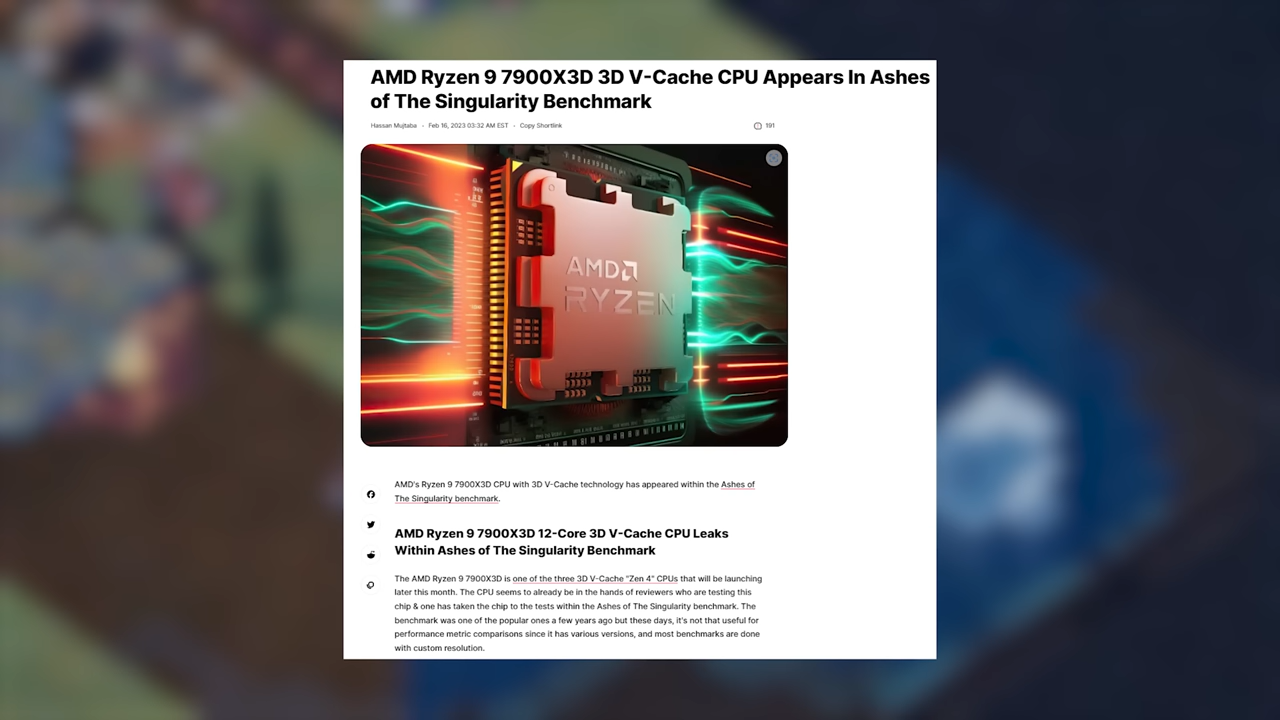 AMD Ryzen 9 7900X3D 3D V-Cache CPU Appears In Ashes
of The Singularity Benchmark
Hassan Mujtaba • Feb 16, 2023 03:32 AM EST • Copy Shortlink
191
AMD
RYZEN
AMD's Ryzen 9 7900X3D CPU with 3D V-Cache technology has appeared within the Ashes of
The Singularity benchmark.
AMD Ryzen 9 7900X3D 12-Core 3D V-Cache CPU Leaks
Within Ashes of The Singularity Benchmark
The AMD Ryzen 9 7900X3D is one of the three 3D V-Cache "Zen 4" CPUs that will be launching
later this month. The CPU seems to already be in the hands of reviewers who are testing this
chip & one has taken the chip to the tests within the Ashes of The Singularity benchmark. The
benchmark was one of the popular ones a few years ago but these days, it's not that useful for
performance metric comparisons since it has various versions, and most benchmarks are done
with custom resolution.